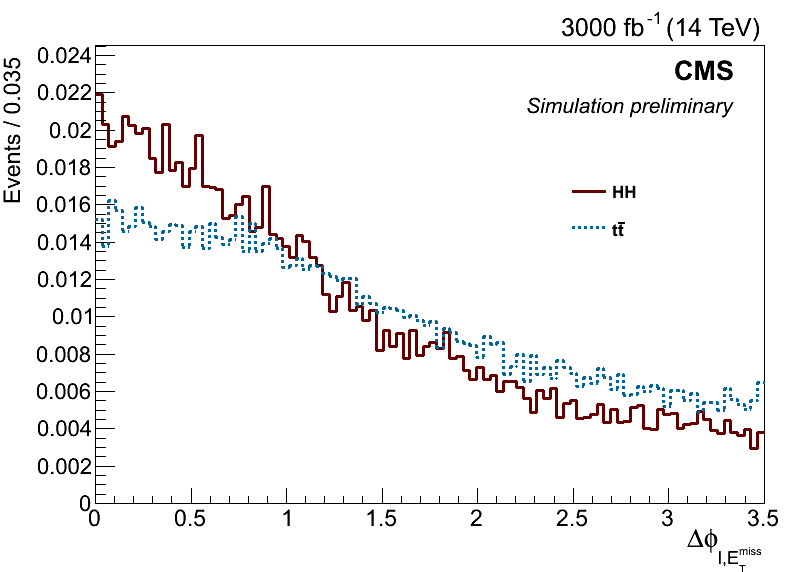 3000 fb⁻¹ (14 TeV)
CMS
Simulation preliminary
Events / 0.035
0.024
0.022
0.02
0.018
0.016
0.014
0.012
0.01
0.008
0.006
0.004
0.002
0
HH
tt̄
0 0.5 1 1.5 2 2.5 3 3.5
Δϕ l,E_T^miss